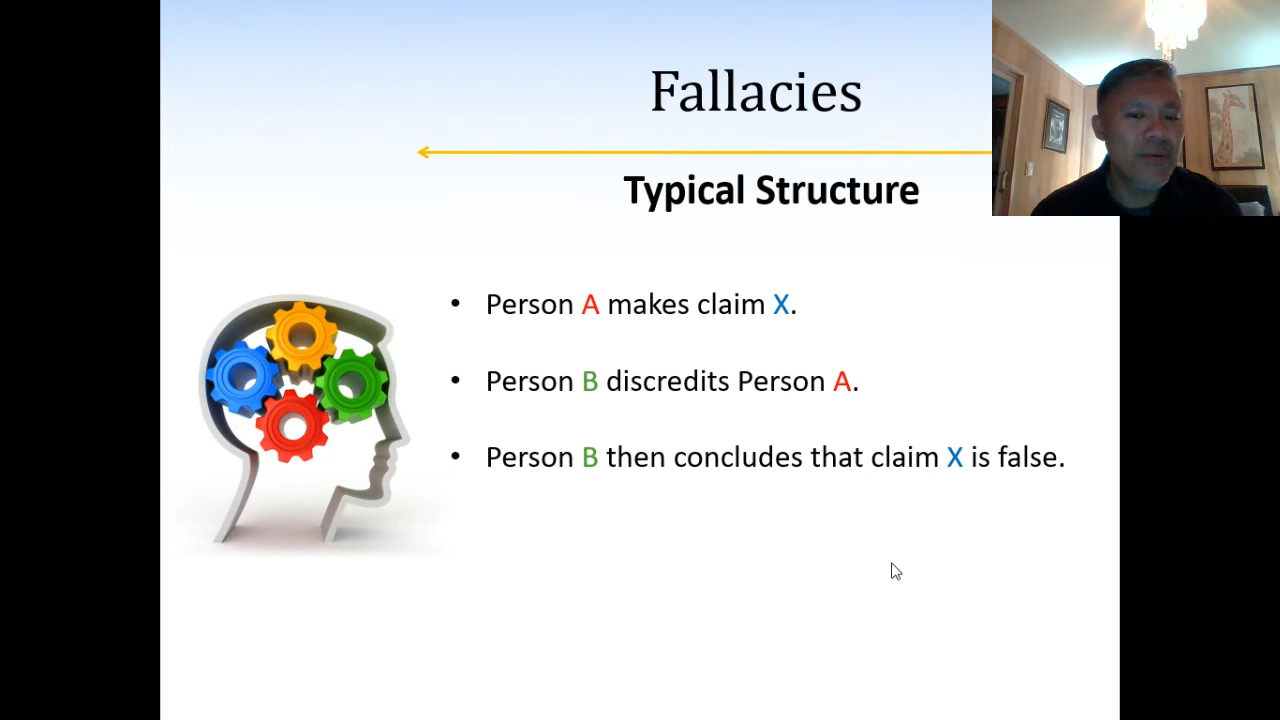 Fallacies
Typical Structure
• Person A makes claim X.
• Person B discredits Person A.
• Person B then concludes that claim X is false.